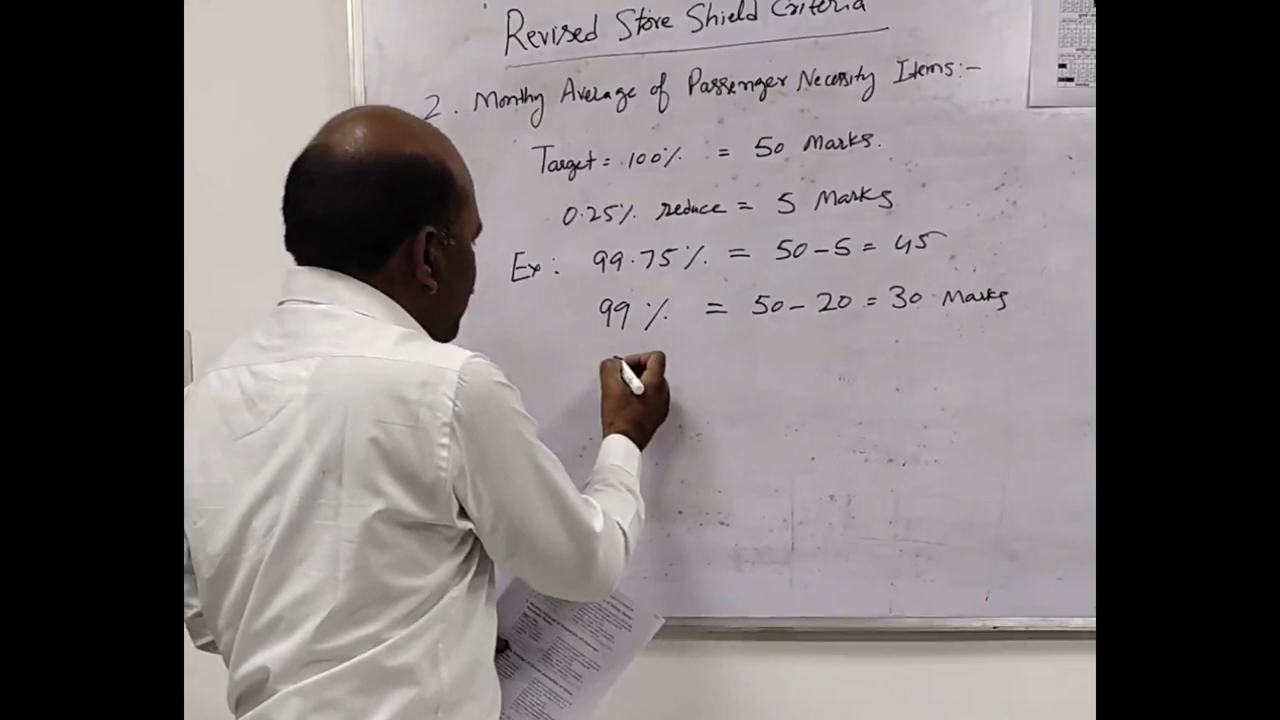 Revised Store Shield Criteria
2. Monthy Average of Passenger Necessity Items:-
Target = 100% = 50 Marks.
0.25% reduce = 5 Marks
Ex: 99.75% = 50-5 = 45
99% = 50-20 = 30 Marks